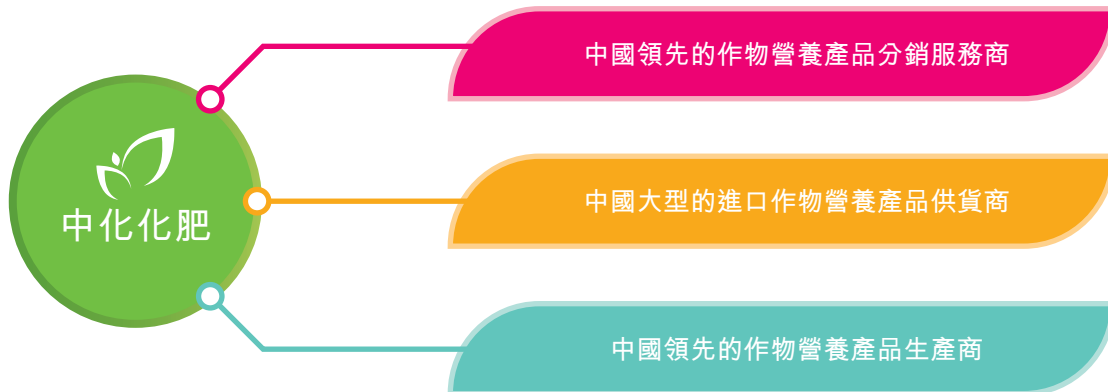 中國領先的作物營養產品分銷服務商
中化化肥
中國大型的進口作物營養產品供貨商
中國領先的作物營養產品生產商